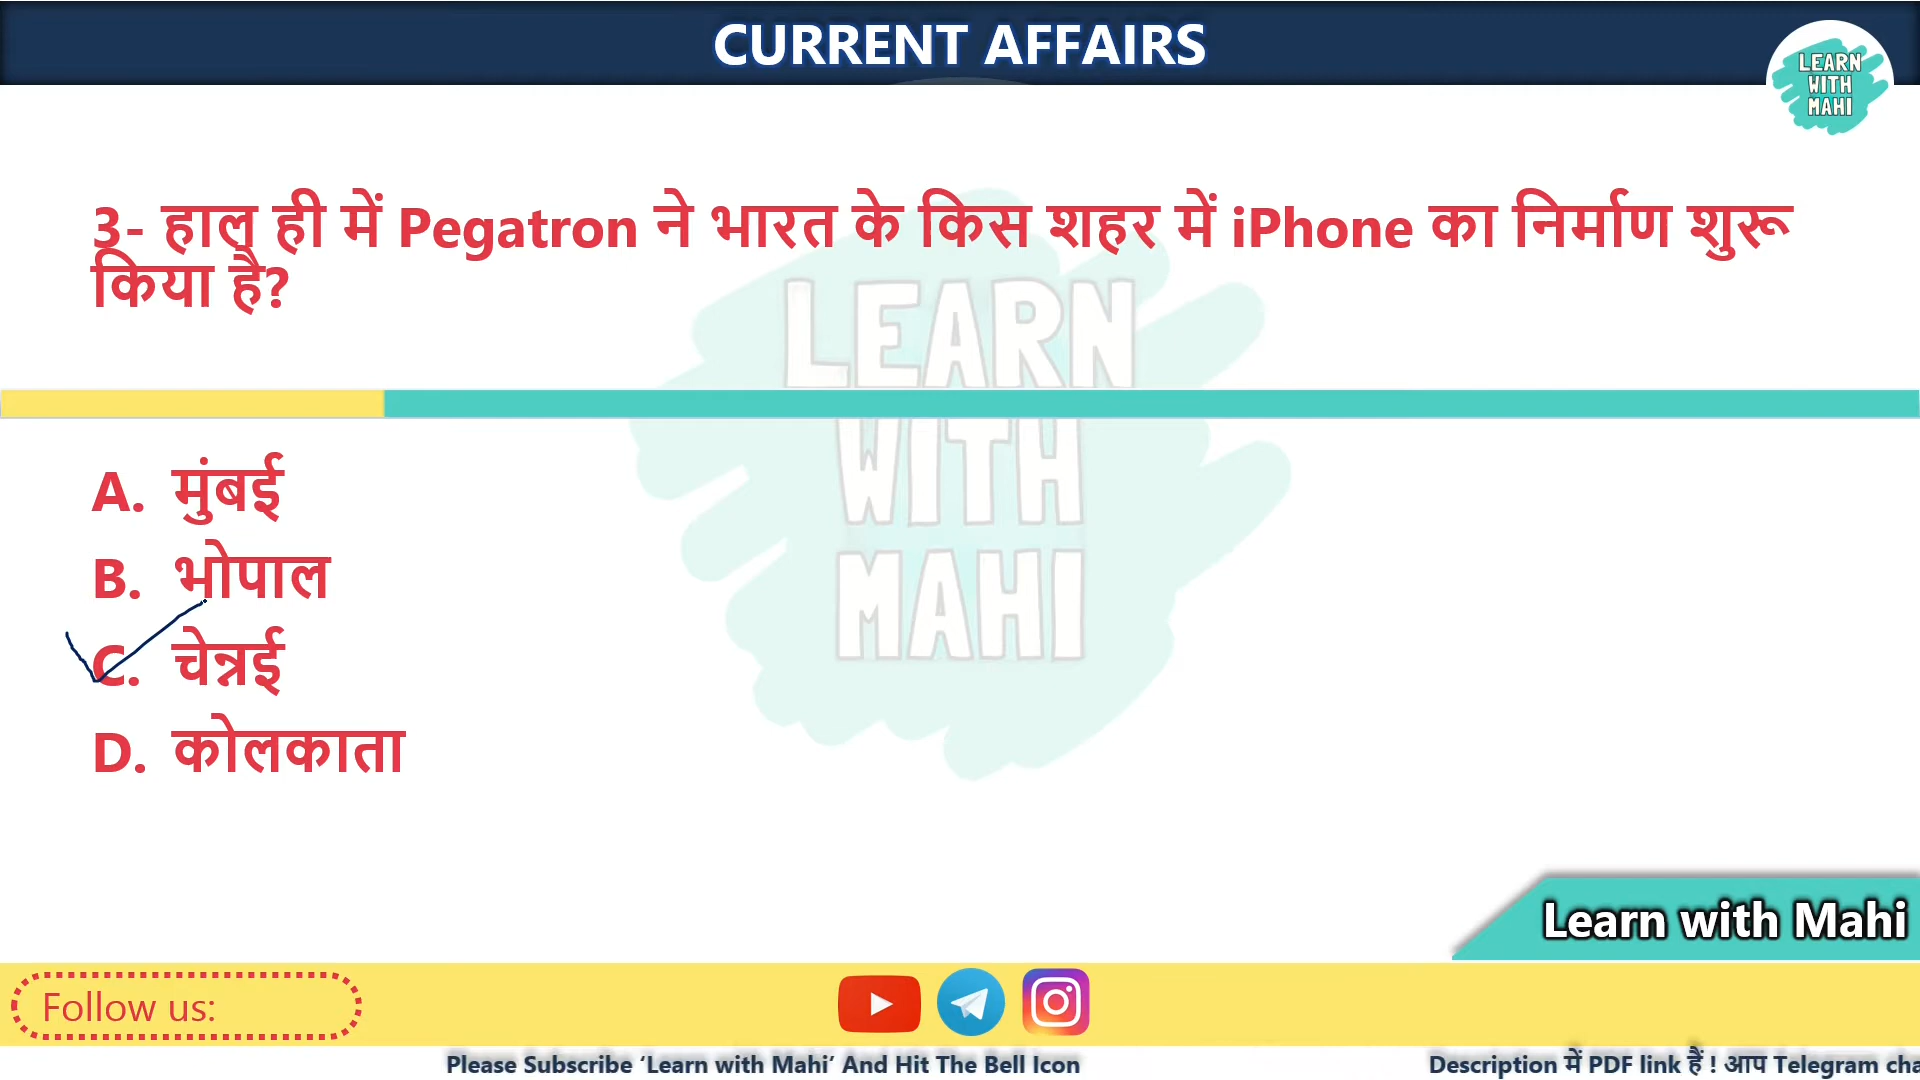 CURRENT AFFAIRS
LEARN
WITH
MAHI
3- हाल ही में Pegatron ने भारत के किस शहर में iPhone का निर्माण शुरू
किया है?
LEARN
WITH
MAHI
A. मुंबई
B. भोपाल
C. चेन्नई
D. कोलकाता
Learn with Mahi
Follow us:
Please Subscribe ‘Learn with Mahi’ And Hit The Bell Icon
Description में PDF link हैं ! आप Telegram cha